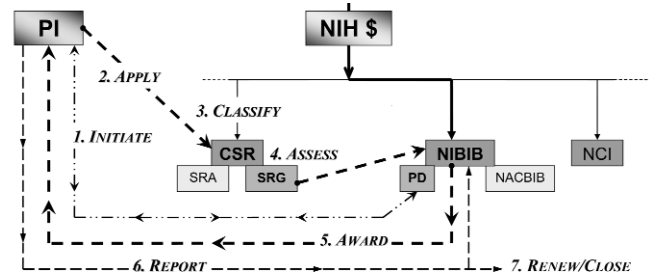 PI
NIH $
2. APPLY
3. CLASSIFY
1. INITIATE
CSR
4. ASSESS
NIBIB
NCI
SRA
SRG
PD
NACBIB
5. AWARD
6. REPORT
7. RENEW/CLOSE